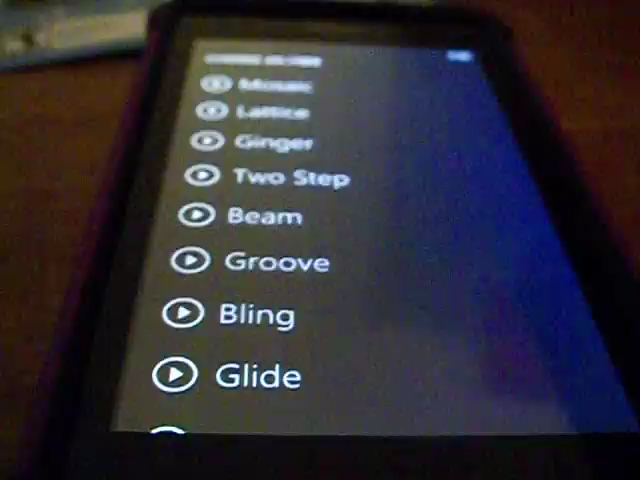 Mosaic
Lattice
Ginger
Two Step
Beam
Groove
Bling
Glide